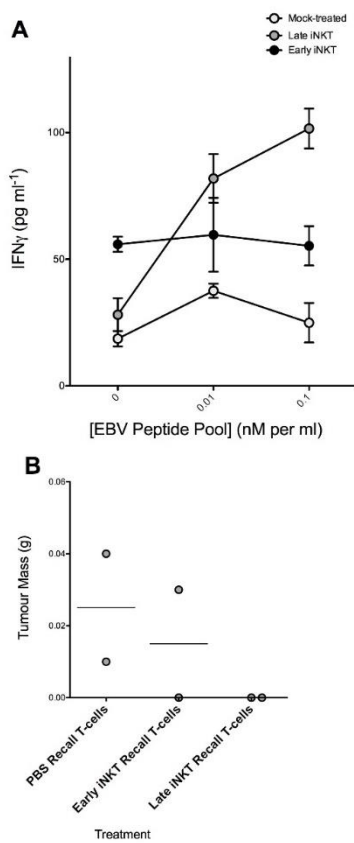 A
Mock-treated
Late iNKT
Early iNKT
IFNγ (pg ml⁻¹)
100
50
0
0
0.01
0.1
[EBV Peptide Pool] (nM per ml)
B
Tumour Mass (g)
0.06
0.04
0.02
0.00
PBS Recall T-cells
Early iNKT Recall T-cells
Late iNKT Recall T-cells
Treatment